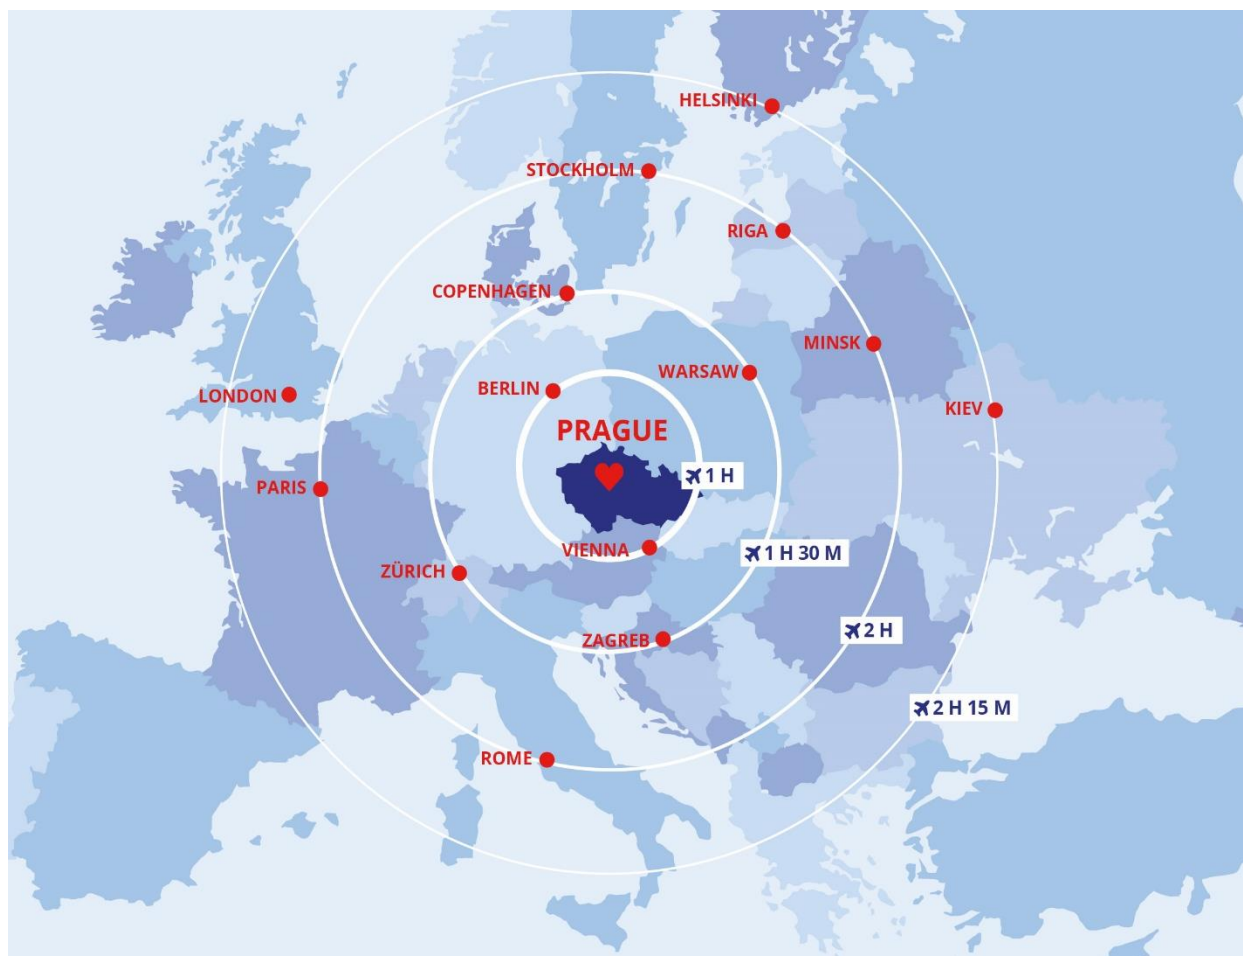 HELSINKI
STOCKHOLM
RIGA
COPENHAGEN
MINSK
WARSAW
BERLIN
LONDON
KIEV
PRAGUE
1 H
PARIS
VIENNA
1 H 30 M
ZÜRICH
2 H
ZAGREB
2 H 15 M
ROME